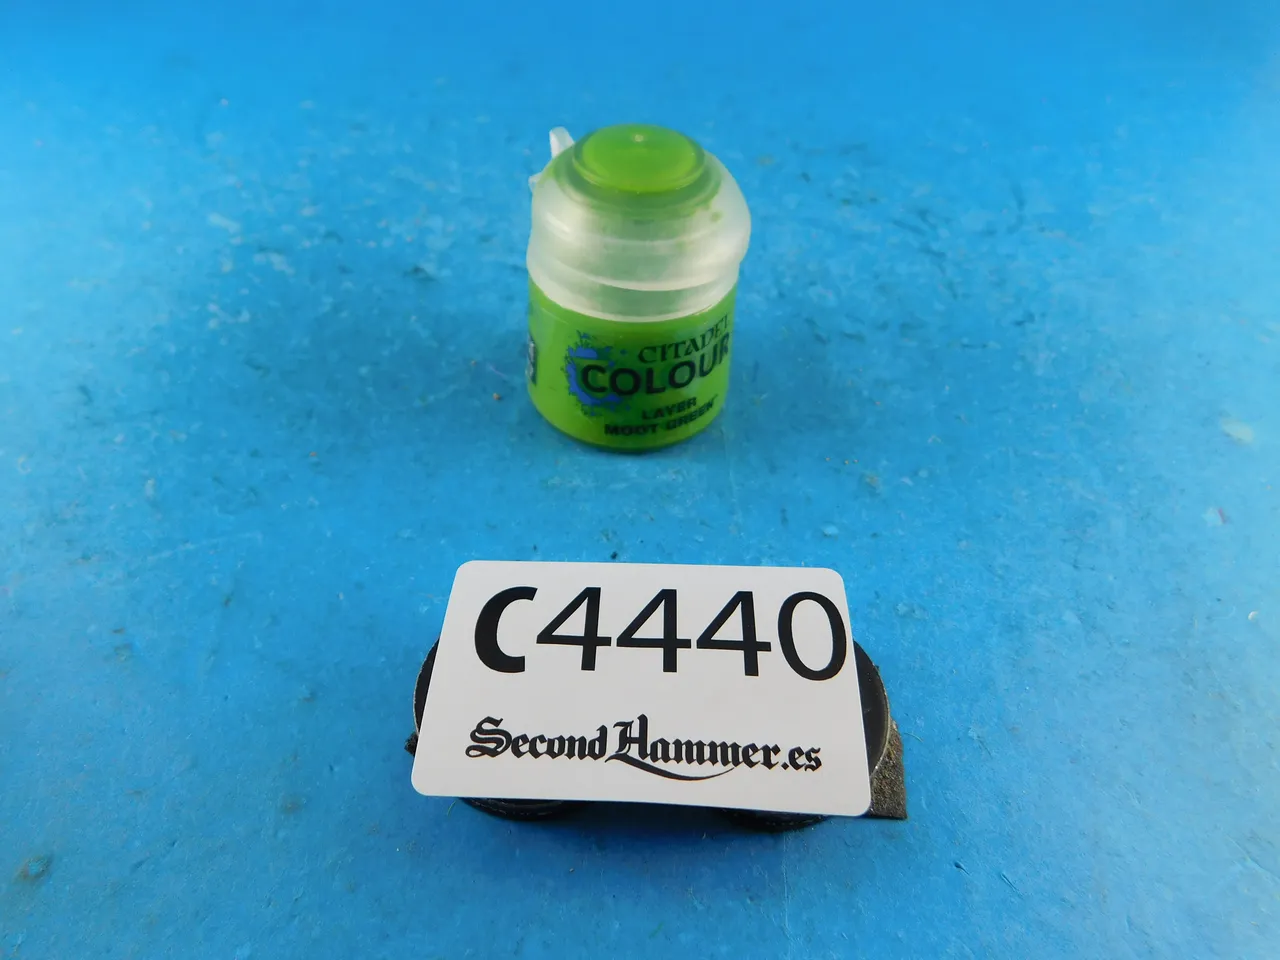 CITADEL
COLOUR
LAYER
MOOT GREEN
C4440
SecondHammer.es